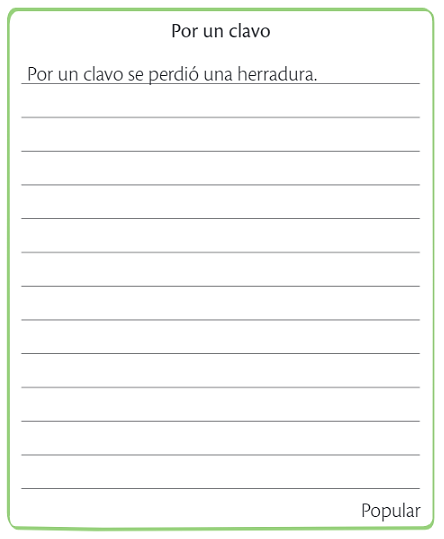 Por un clavo
Por un clavo se perdió una herradura.
Popular